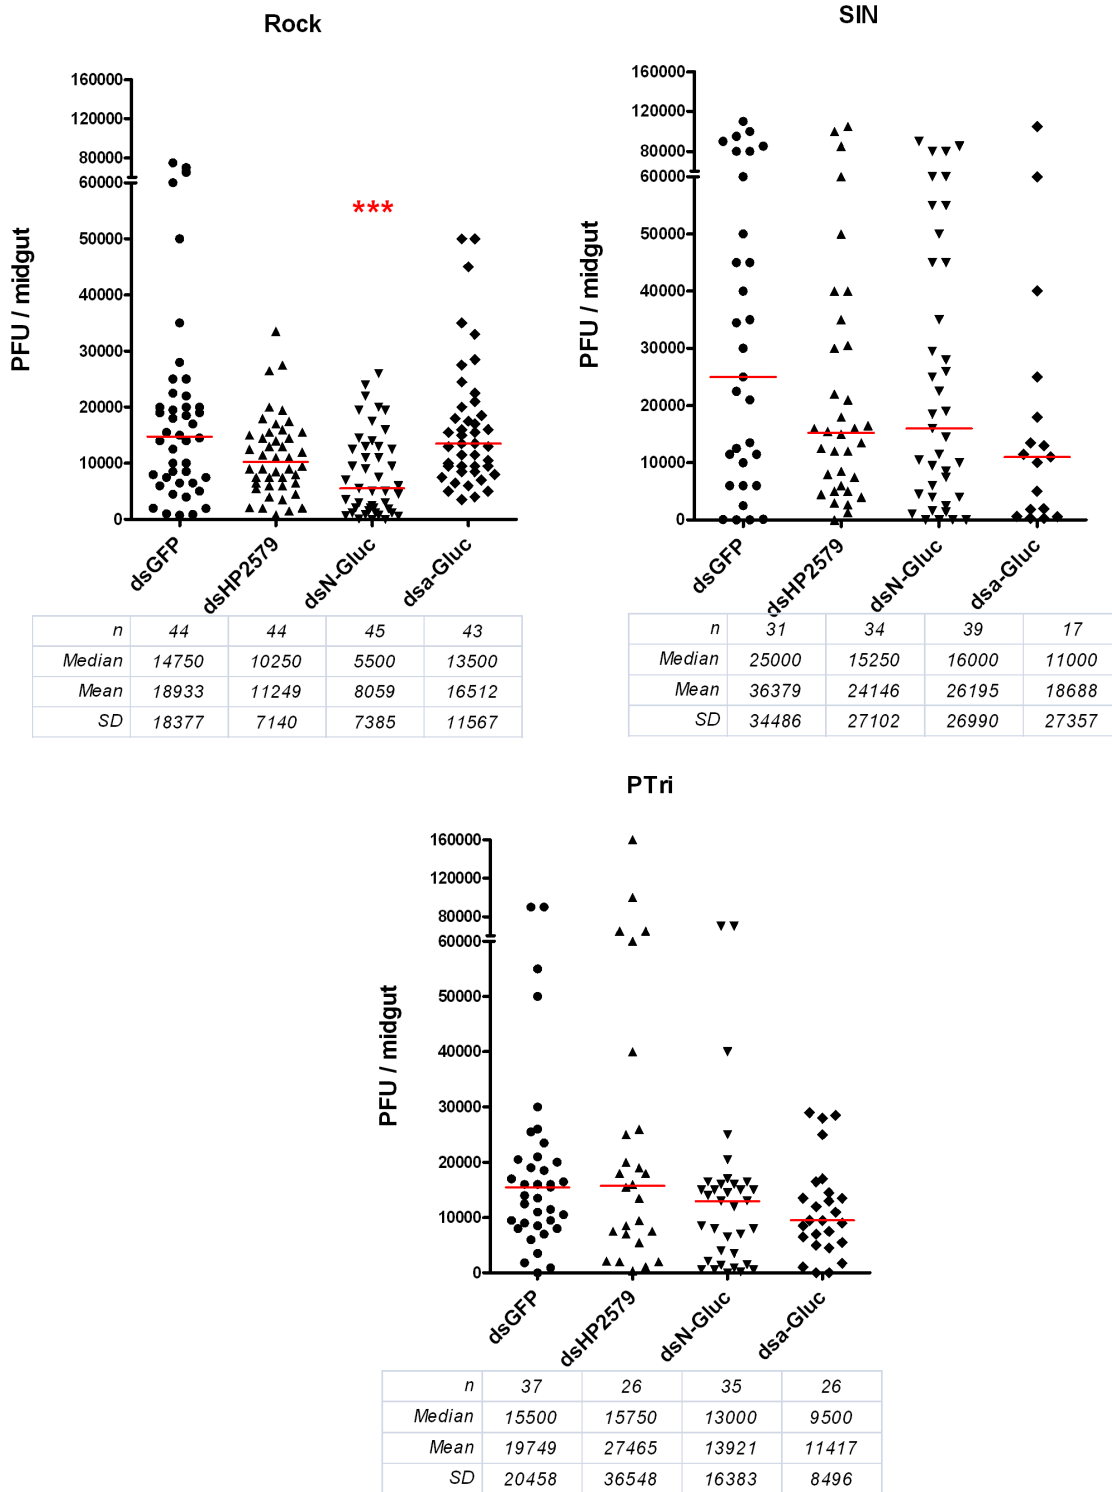 Rock
160000
120000
80000
60000
50000
40000
30000
20000
10000
0
PFU / midgut
***
dsGFP
dsHP2579
dsN-Gluc
dsa-Gluc
n 44 44 45 43
Median 14750 10250 5500 13500
Mean 18933 11249 8059 16512
SD 18377 7140 7385 11567
SIN
160000
120000
80000
60000
50000
40000
30000
20000
10000
0
PFU / midgut
dsGFP
dsHP2579
dsN-Gluc
dsa-Gluc
n 31 34 39 17
Median 25000 15250 16000 11000
Mean 36379 24146 26195 18688
SD 34486 27102 26990 27357
PTri
160000
120000
80000
60000
50000
40000
30000
20000
10000
0
PFU / midgut
dsGFP
dsHP2579
dsN-Gluc
dsa-Gluc
n 37 26 35 26
Median 15500 15750 13000 9500
Mean 19749 27465 13921 11417
SD 20458 36548 16383 8496